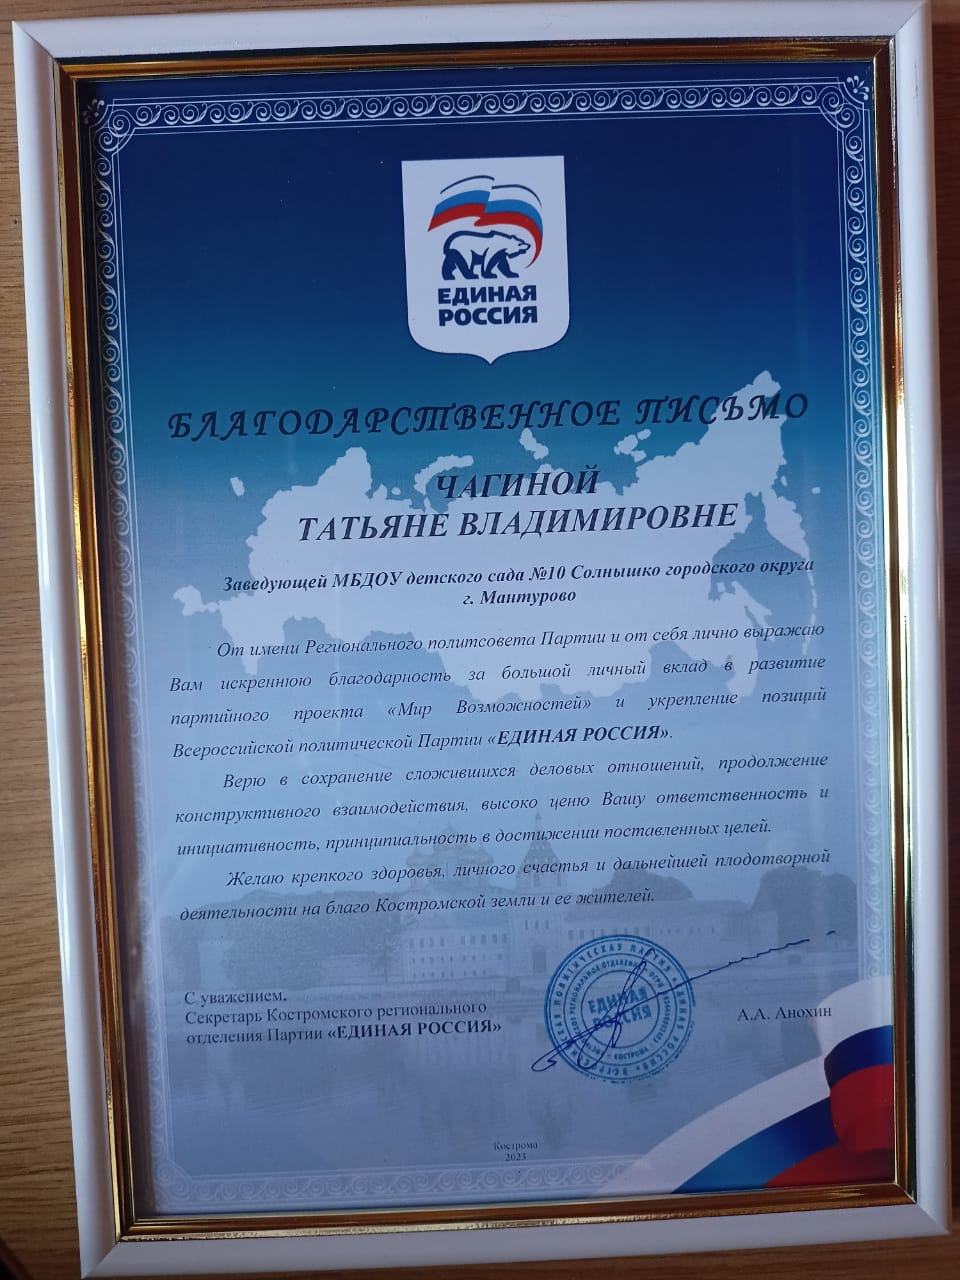 ЕДИНАЯ
РОССИЯ
БЛАГОДАРСТВЕННОЕ ПИСЬМО
ЧАГИНОЙ
ТАТЬЯНЕ ВЛАДИМИРОВНЕ
Заведующей МБДОУ детского сада №10 Солнышко городского округа
г. Мантурово
От имени Регионального политсовета Партии и от себя лично выражаю
Вам искреннюю благодарность за большой личный вклад в развитие
партийного проекта «Мир Возможностей» и укрепление позиций
Всероссийской политической Партии «ЕДИНАЯ РОССИЯ».
Верю в сохранение сложившихся деловых отношений, продолжение
конструктивного взаимодействия, высоко ценю Вашу ответственность и
инициативность, принципиальность в достижении поставленных целей.
Желаю крепкого здоровья, личного счастья и дальнейшей плодотворной
деятельности на благо Костромской земли и ее жителей.
С уважением,
Секретарь Костромского регионального
отделения Партии «ЕДИНАЯ РОССИЯ»
ЕДИНАЯ
РОССИЯ
А.А. Анохин
Кострома
2023